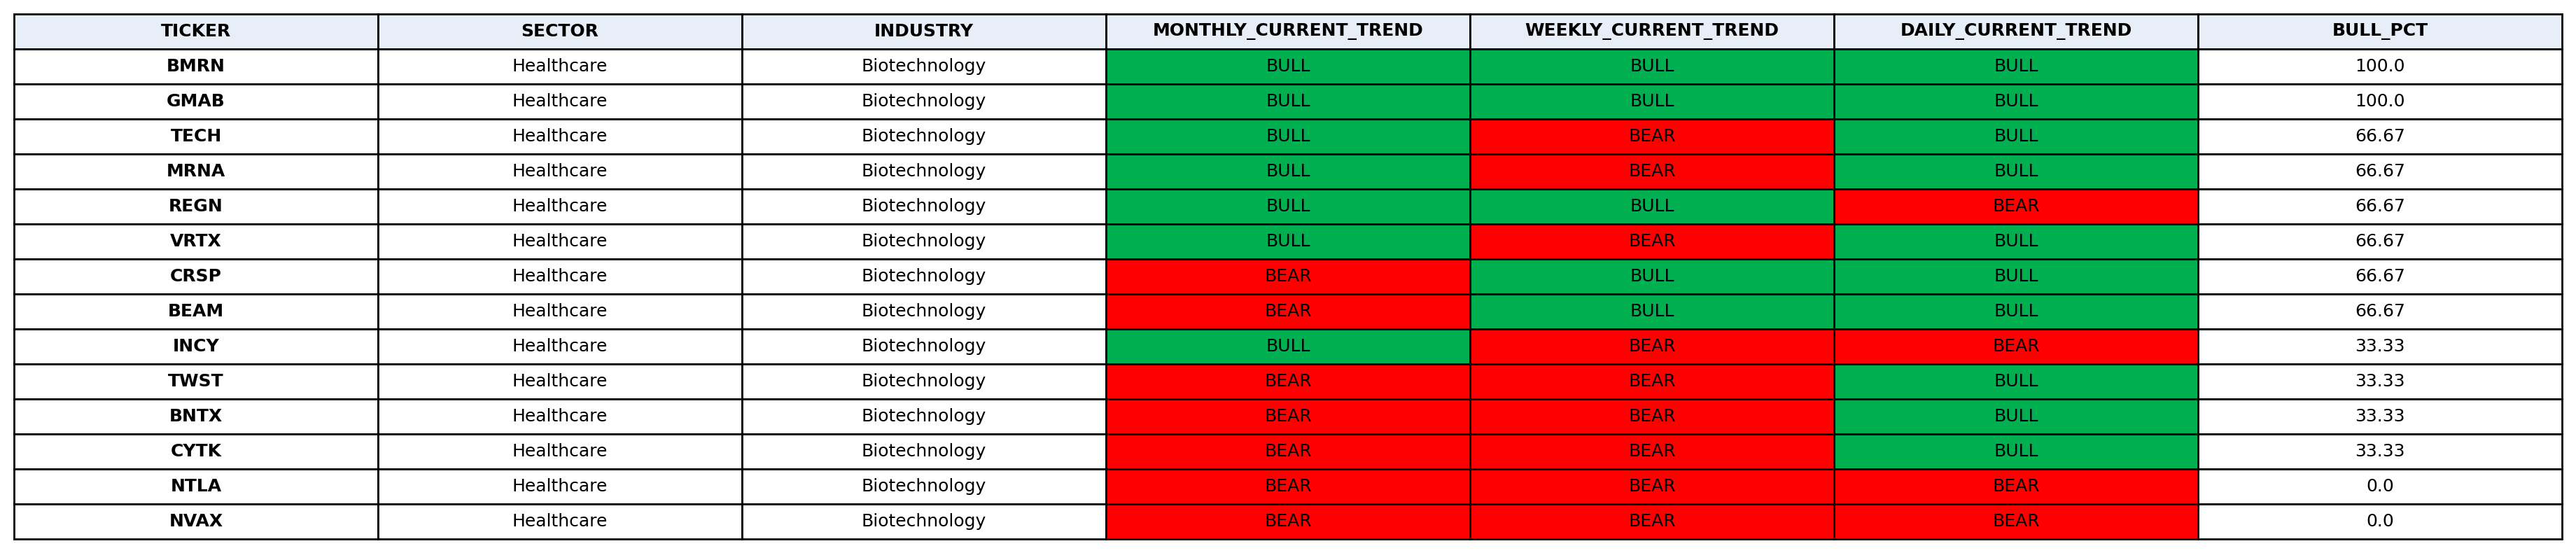 TICKER SECTOR INDUSTRY MONTHLY_CURRENT_TREND WEEKLY_CURRENT_TREND DAILY_CURRENT_TREND BULL_PCT
BMRN Healthcare Biotechnology BULL BULL BULL 100.0
GMAB Healthcare Biotechnology BULL BULL BULL 100.0
TECH Healthcare Biotechnology BULL BEAR BULL 66.67
MRNA Healthcare Biotechnology BULL BEAR BULL 66.67
REGN Healthcare Biotechnology BULL BULL BEAR 66.67
VRTX Healthcare Biotechnology BULL BEAR BULL 66.67
CRSP Healthcare Biotechnology BEAR BULL BULL 66.67
BEAM Healthcare Biotechnology BEAR BULL BULL 66.67
INCY Healthcare Biotechnology BULL BEAR BEAR 33.33
TWST Healthcare Biotechnology BEAR BEAR BULL 33.33
BNTX Healthcare Biotechnology BEAR BEAR BULL 33.33
CYTK Healthcare Biotechnology BEAR BEAR BULL 33.33
NTLA Healthcare Biotechnology BEAR BEAR BEAR 0.0
NVAX Healthcare Biotechnology BEAR BEAR BEAR 0.0